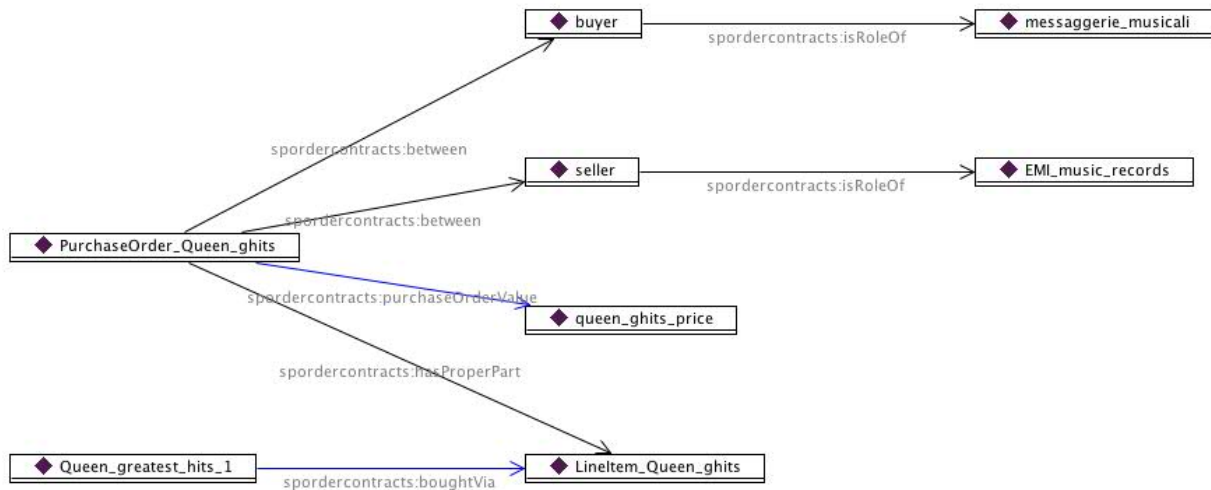 buyer
messaggerie_musicali
spordercontracts:isRoleOf
spordercontracts:between
seller
EMI_music_records
spordercontracts:isRoleOf
spordercontracts:between
PurchaseOrder_Queen_ghits
spordercontracts:purchaseOrderValue
queen_ghits_price
spordercontracts:hasProperPart
Queen_greatest_hits_1
LineItem_Queen_ghits
spordercontracts:boughtVia